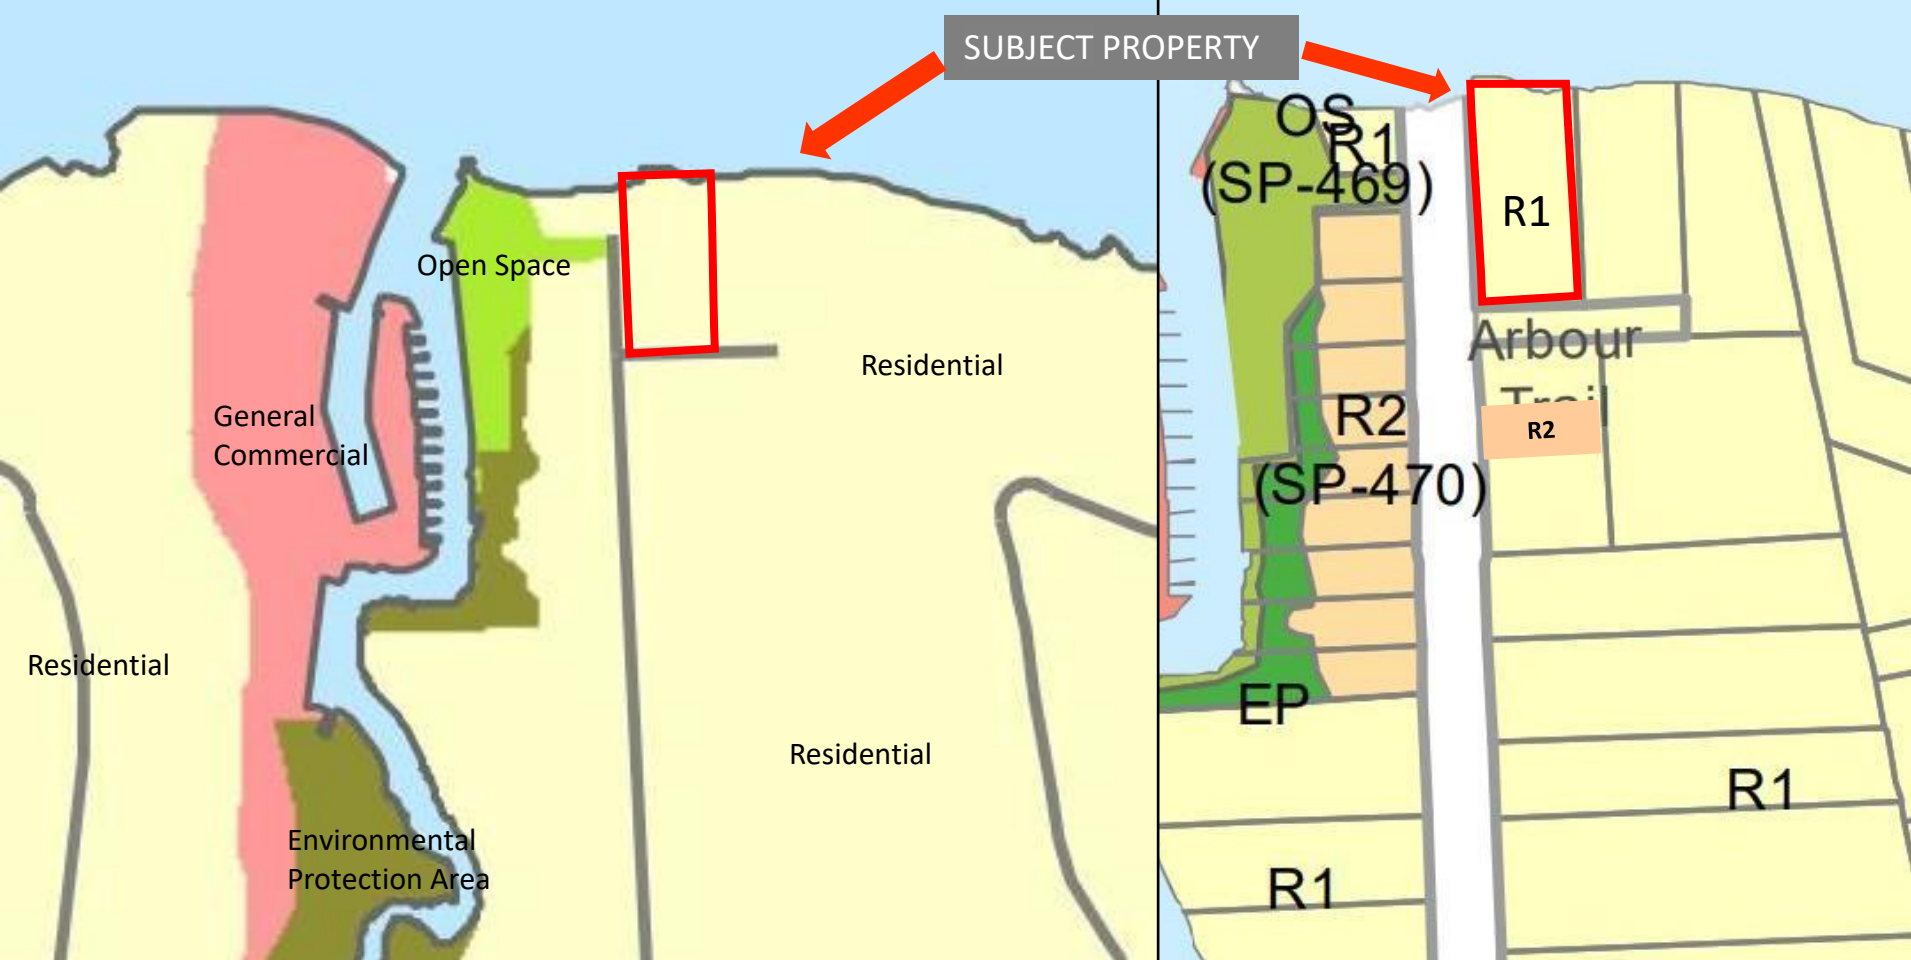 SUBJECT PROPERTY
Open Space
General
Commercial
Residential
Residential
Residential
Environmental
Protection Area
OS
R1
(SP-469)
R1
Arbour
Trail
R2
R2
(SP-470)
EP
R1
R1